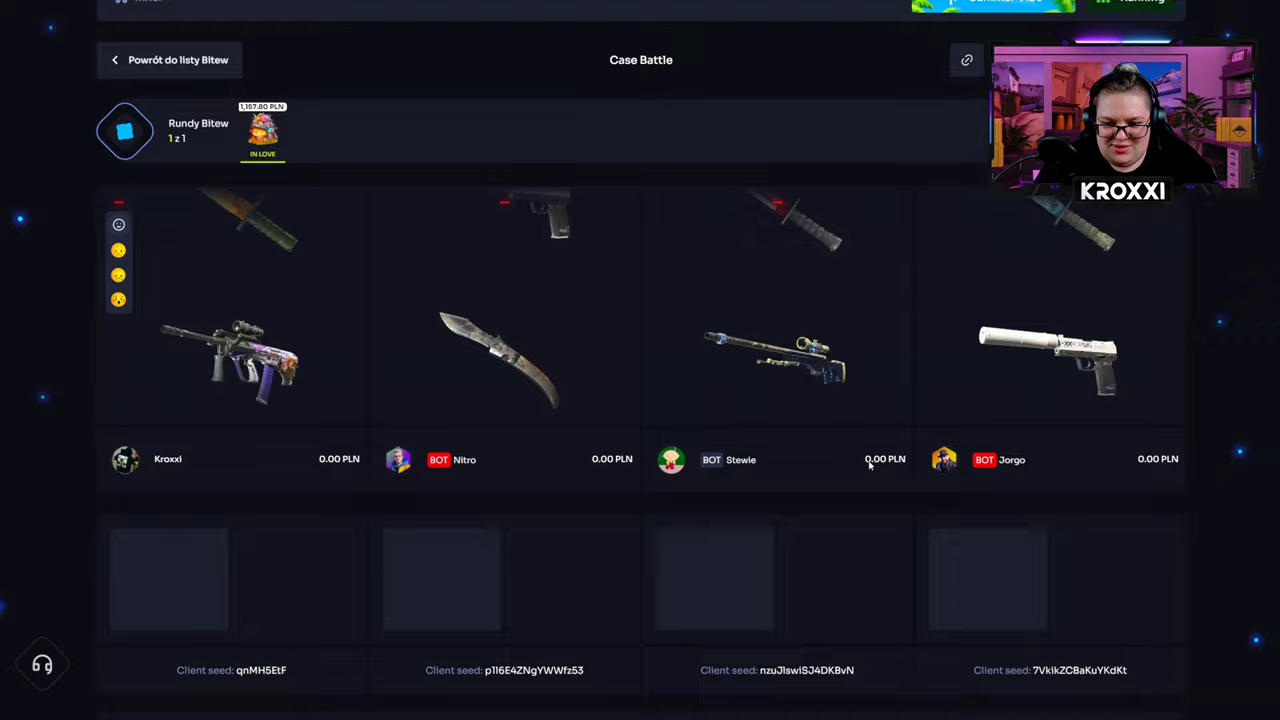 Powrót do listy Bitew
Case Battle
Rundy Bitew
1 z 1
1,157.80 PLN
IN LOVE
KROXXI
Kroxxi
0.00 PLN
BOT Nitro
0.00 PLN
BOT Stewie
0.00 PLN
BOT Jorgo
0.00 PLN
Client seed: qnMH5EtF
Client seed: p1l6E4ZNgYWWfz53
Client seed: nzuJlswiSJ4DKBvN
Client seed: 7VkikZCBaKuYKdKt